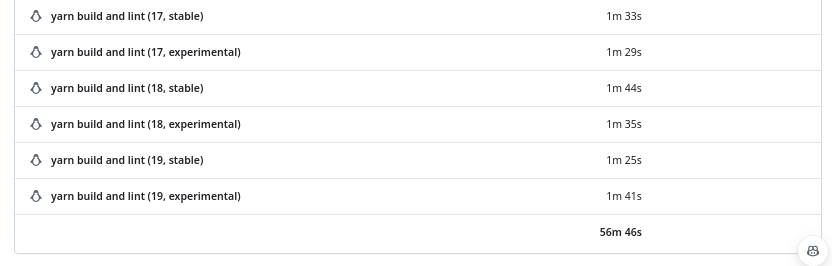 yarn build and lint (17, stable) 1m 33s
yarn build and lint (17, experimental) 1m 29s
yarn build and lint (18, stable) 1m 44s
yarn build and lint (18, experimental) 1m 35s
yarn build and lint (19, stable) 1m 25s
yarn build and lint (19, experimental) 1m 41s
56m 46s